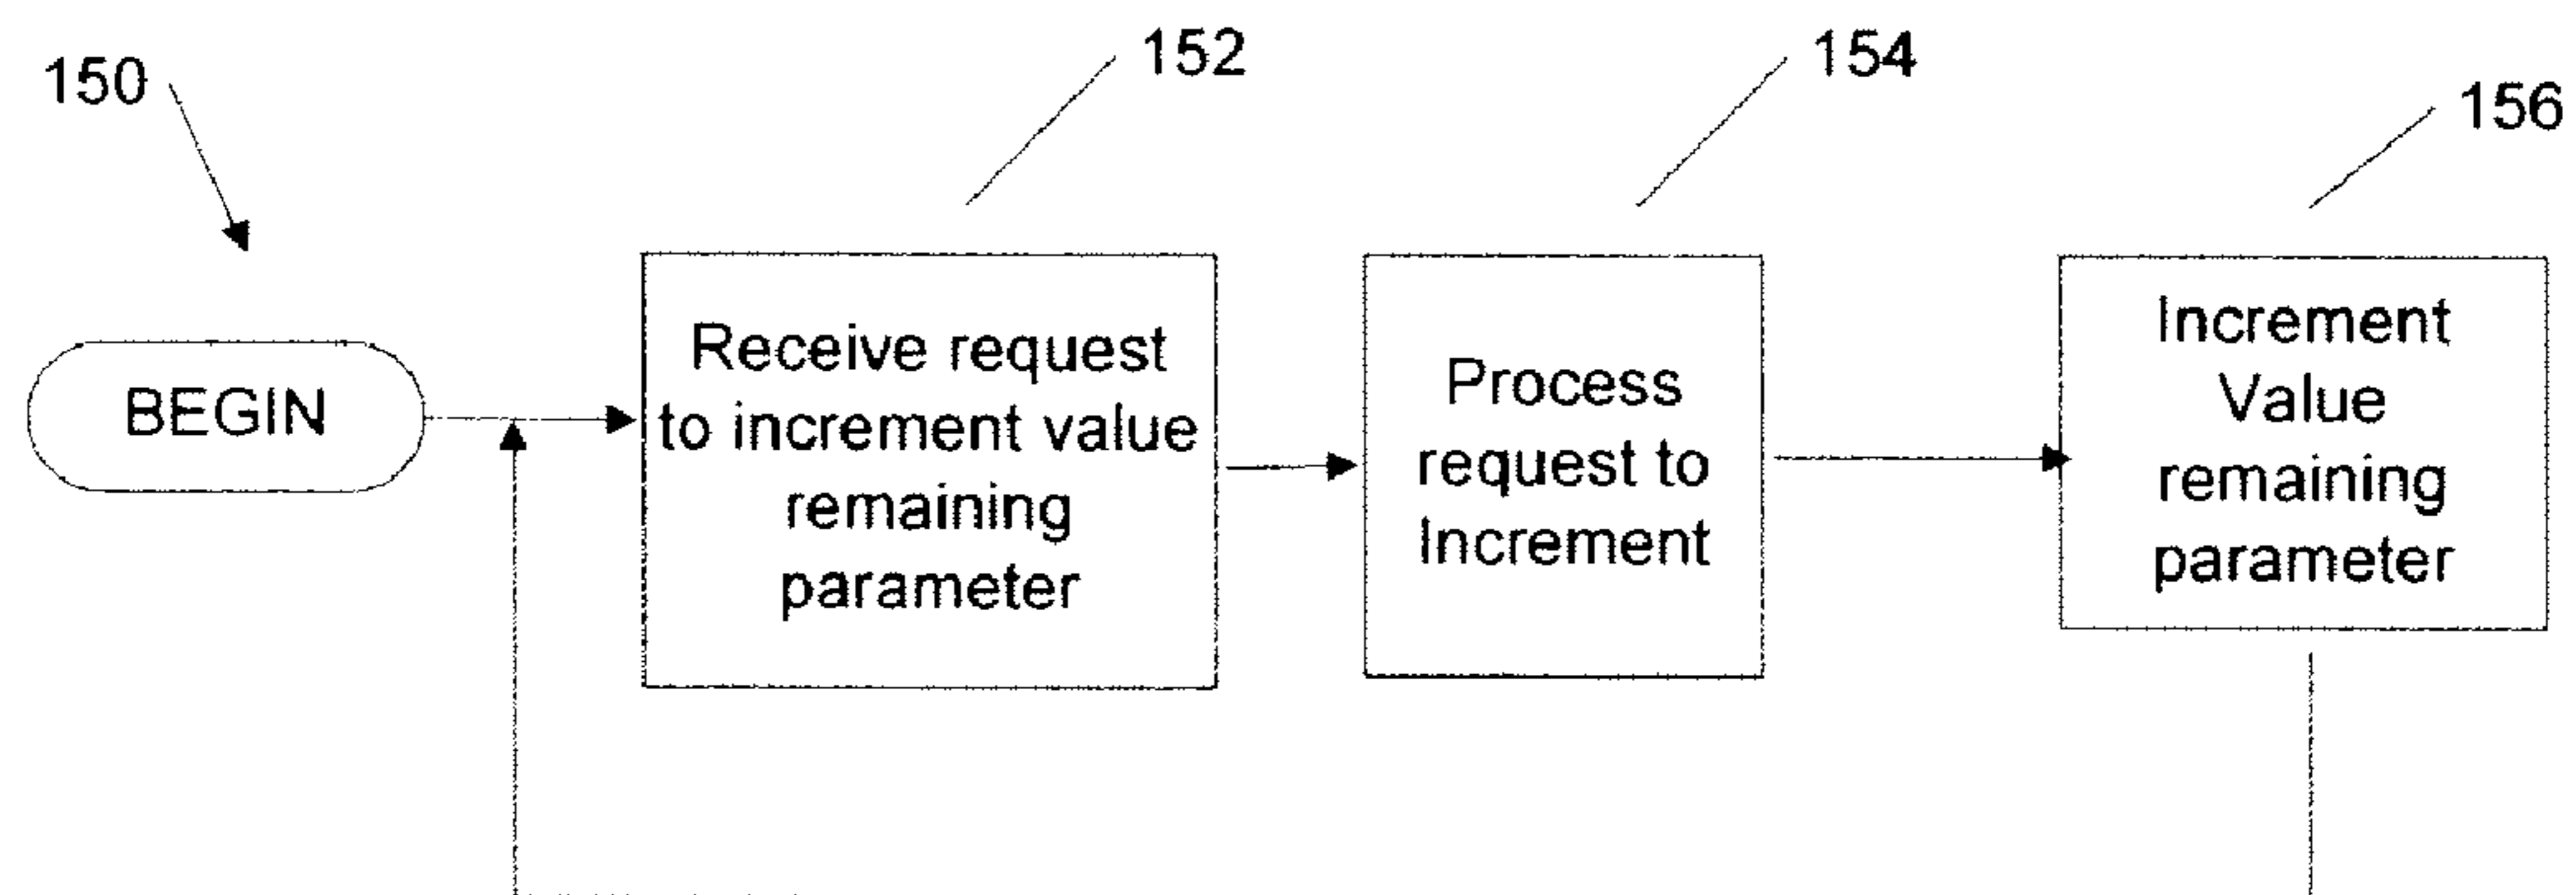 150
152
154
156
BEGIN
Receive request
to increment value
remaining
parameter
Process
request to
Increment
Increment
Value
remaining
parameter